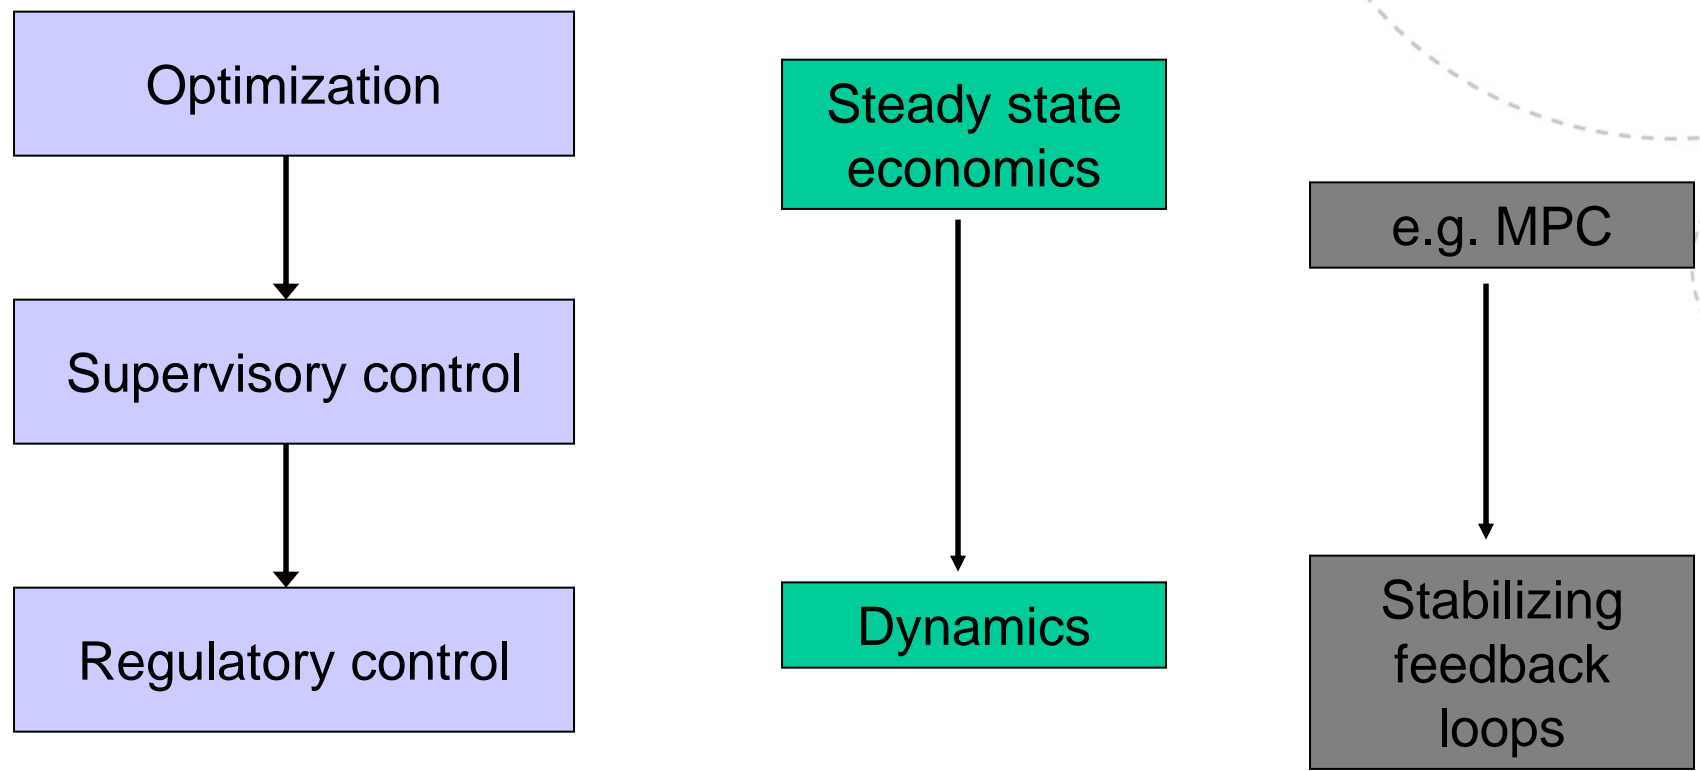 Optimization
Supervisory control
Regulatory control
Steady state
economics
Dynamics
e.g. MPC
Stabilizing
feedback
loops